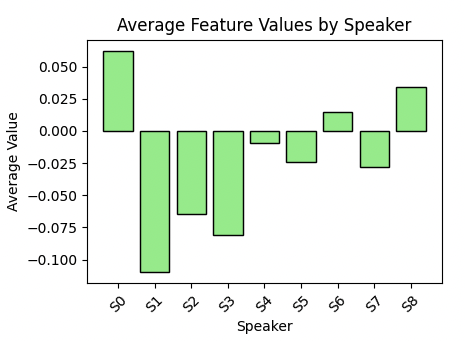 Average Feature Values by Speaker
Average Value
0.050
0.025
0.000
−0.025
−0.050
−0.075
−0.100
S0 S1 S2 S3 S4 S5 S6 S7 S8
Speaker